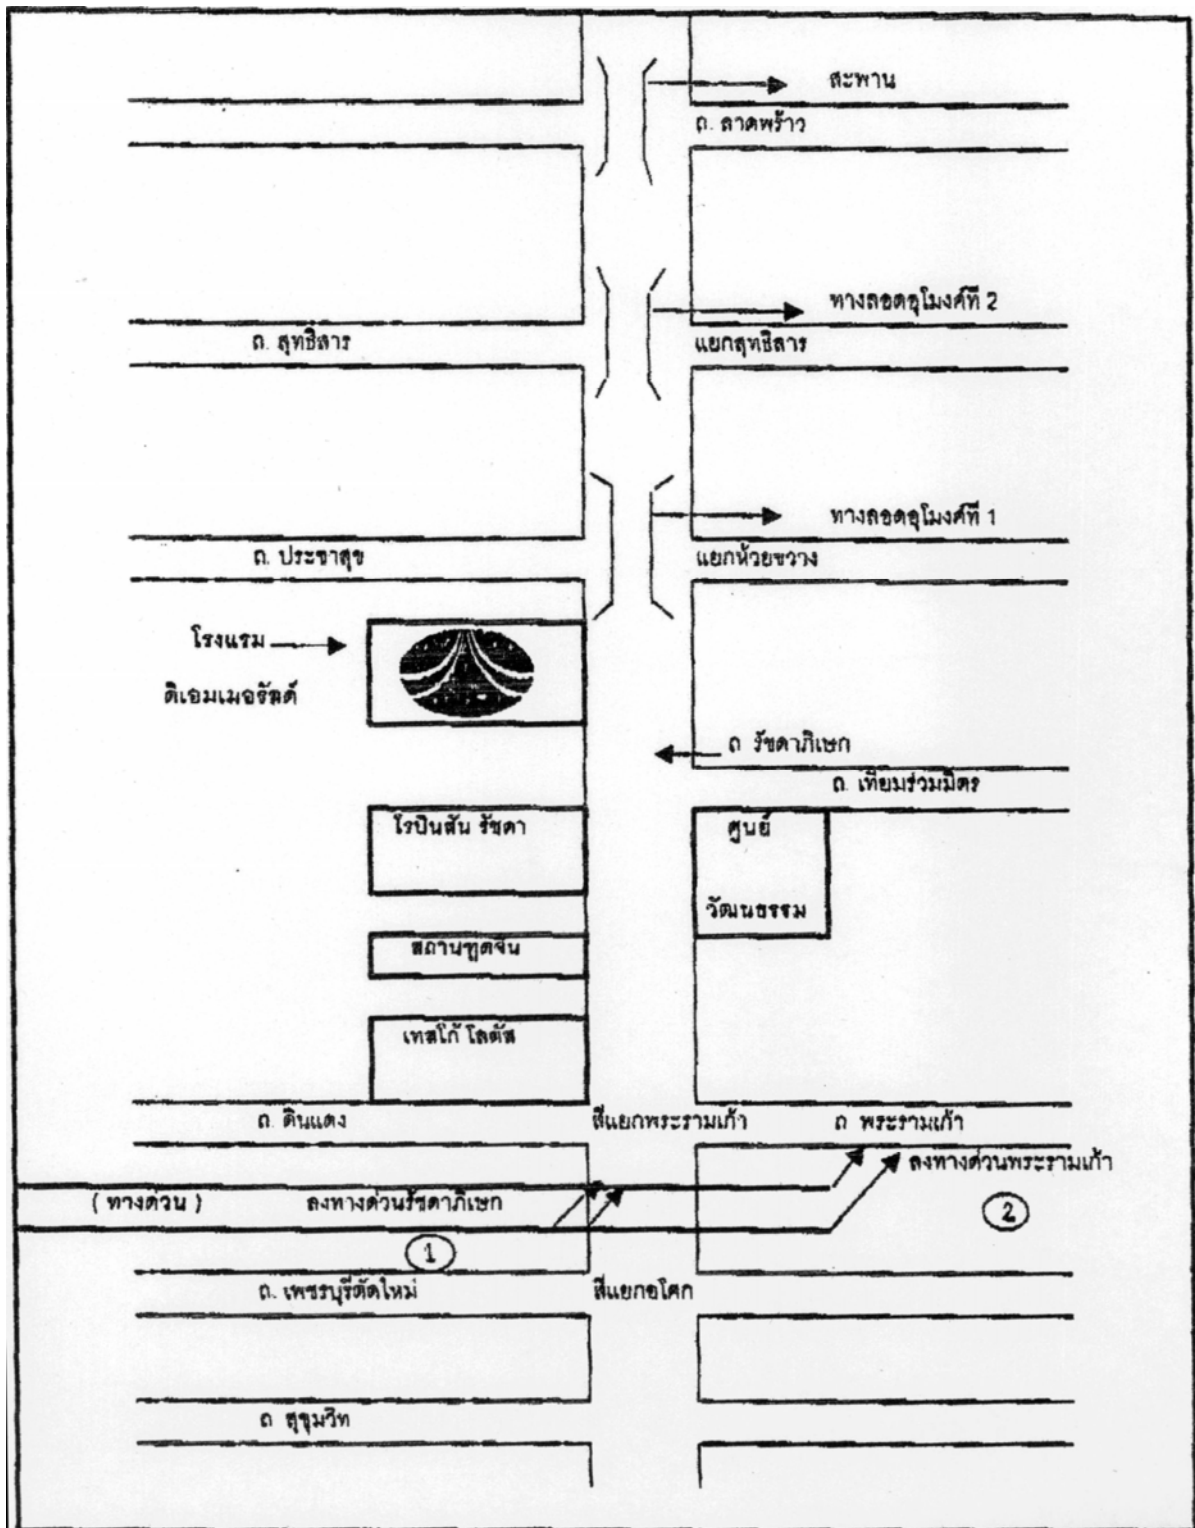 สะพาน
ถ. ลาดพร้าว
ทางลอดอุโมงค์ที่ 2
ถ. สุทธิสาร
แยกสุทธิสาร
ทางลอดอุโมงค์ที่ 1
ถ. ประชาสุข
แยกห้วยขวาง
โรงแรม
ดิเอมเมอรัลด์
ถ รัชดาภิเษก
ถ. เทียมร่วมมิตร
โรบินสัน รัชดา
ศูนย์
วัฒนธรรม
สถานฑูตจีน
เทสโก้ โลตัส
ถ. ดินแดง
สี่แยกพระรามเก้า
ถ พระรามเก้า
ลงทางด่วนพระรามเก้า
( ทางด่วน )
ลงทางด่วนรัชดาภิเษก
2
1
ถ. เพชรบุรีตัดใหม่
สี่แยกอโศก
ถ สุขุมวิท